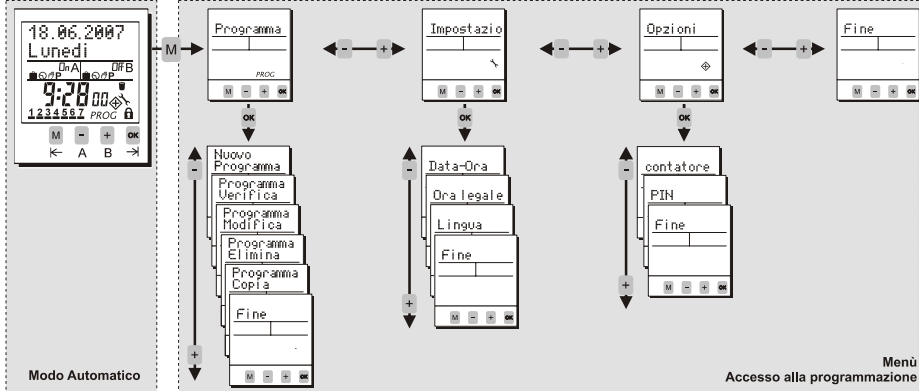 18.06.2007
Lunedi
On A Off B
P P
9:28 00
1234567 PROG
M - + OK
A B
Modo Automatico
M
Programma
PROG
M - + OK
- +
Impostazio
M - + OK
- +
Opzioni
M - + OK
- +
Fine
M - + OK
OK
-
Nuovo
Programma
Programma
Verifica
Programma
Modifica
Programma
Elimina
Programma
Copia
Fine
M - + OK
+
OK
-
Data-Ora
Ora legale
Lingua
Fine
M - + OK
+
OK
-
contatore
PIN
Fine
M - + OK
+
Menù
Accesso alla programmazione